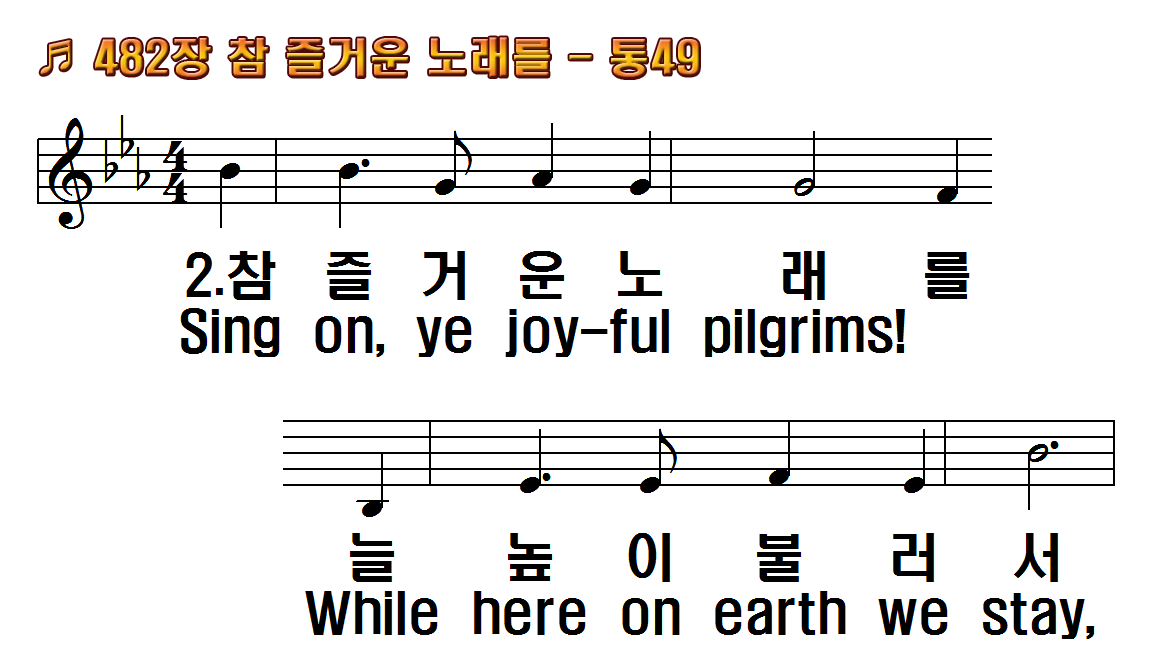 ♬ 482장 참 즐거운 노래를 - 통49
4
4
2.참 즐 거 운 노 래 를
Sing on, ye joy-ful pilgrims!
늘 높 이 불 러 서
While here on earth we stay,